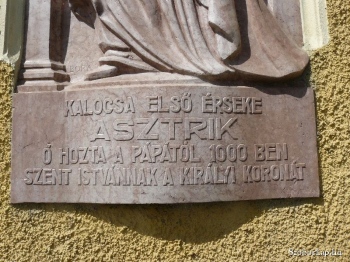 KALOCSA ELSŐ ÉRSEKE
ASZTRIK
Ő HOZTA A PÁPÁTÓL 1000 BEN
SZENT ISTVÁNNAK A KIRÁLYI KORONÁT